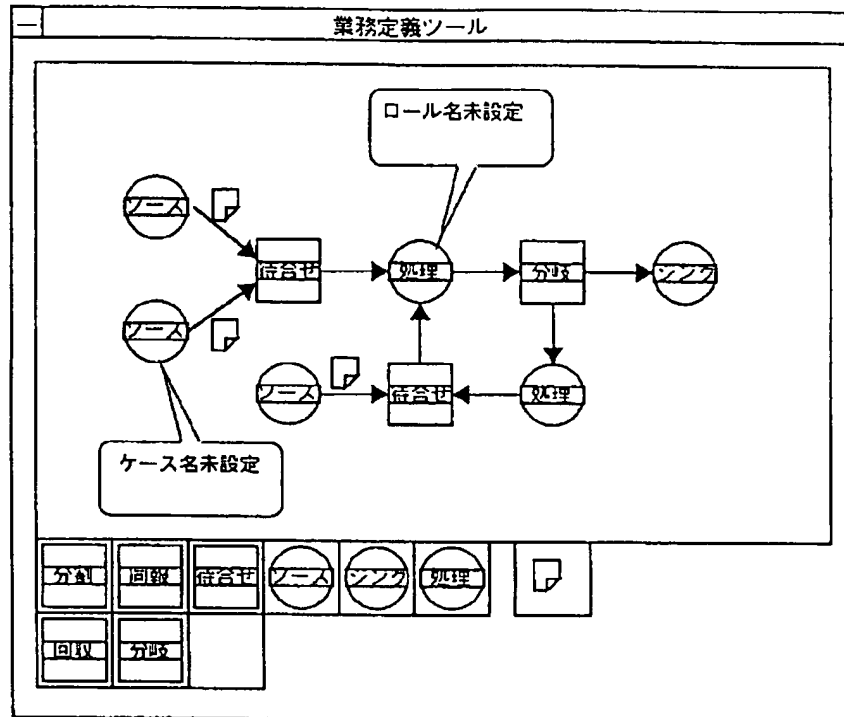 業務定義ツール
ロール名未設定
ソース
待合せ
処理
分岐
シンク
ソース
ソース
待合せ
処理
ケース名未設定
分割
同報
待合せ
ソース
シンク
処理
回収
分岐